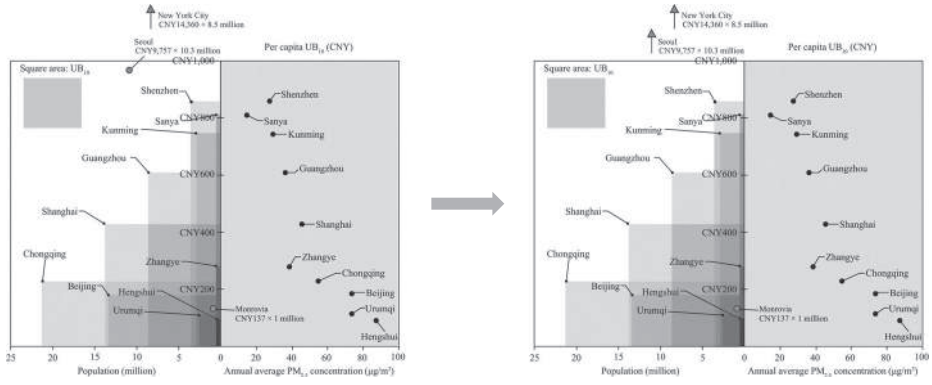 New York City
CNY14,360 × 8.5 million
Seoul
CNY9,757 × 10.3 million
Per capita UB (CNY)
CNY1,000
Square area: UB
Shenzhen
Shenzhen
Sanya
CNY800
Sanya
Kunming
Kunming
Guangzhou
CNY600
Guangzhou
Shanghai
Shanghai
CNY400
Chongqing
Zhangye
Zhangye
Chongqing
Beijing
Hengshui
CNY200
Beijing
Urumqi
Monrovia
CNY137 × 1 million
Urumqi
Hengshui
25 20 15 10 5 0 20 40 60 80 100
Population (million)
Annual average PM2.5 concentration (μg/m³)
New York City
CNY14,360 × 8.5 million
Seoul
CNY9,757 × 10.3 million
Per capita UB (CNY)
CNY1,000
Square area: UB
Shenzhen
Shenzhen
Sanya
CNY800
Sanya
Kunming
Kunming
Guangzhou
CNY600
Guangzhou
Shanghai
Shanghai
CNY400
Chongqing
Zhangye
Zhangye
Chongqing
Beijing
Hengshui
CNY200
Beijing
Urumqi
Monrovia
CNY137 × 1 million
Urumqi
Hengshui
25 20 15 10 5 0 20 40 60 80 100
Population (million)
Annual average PM2.5 concentration (μg/m³)